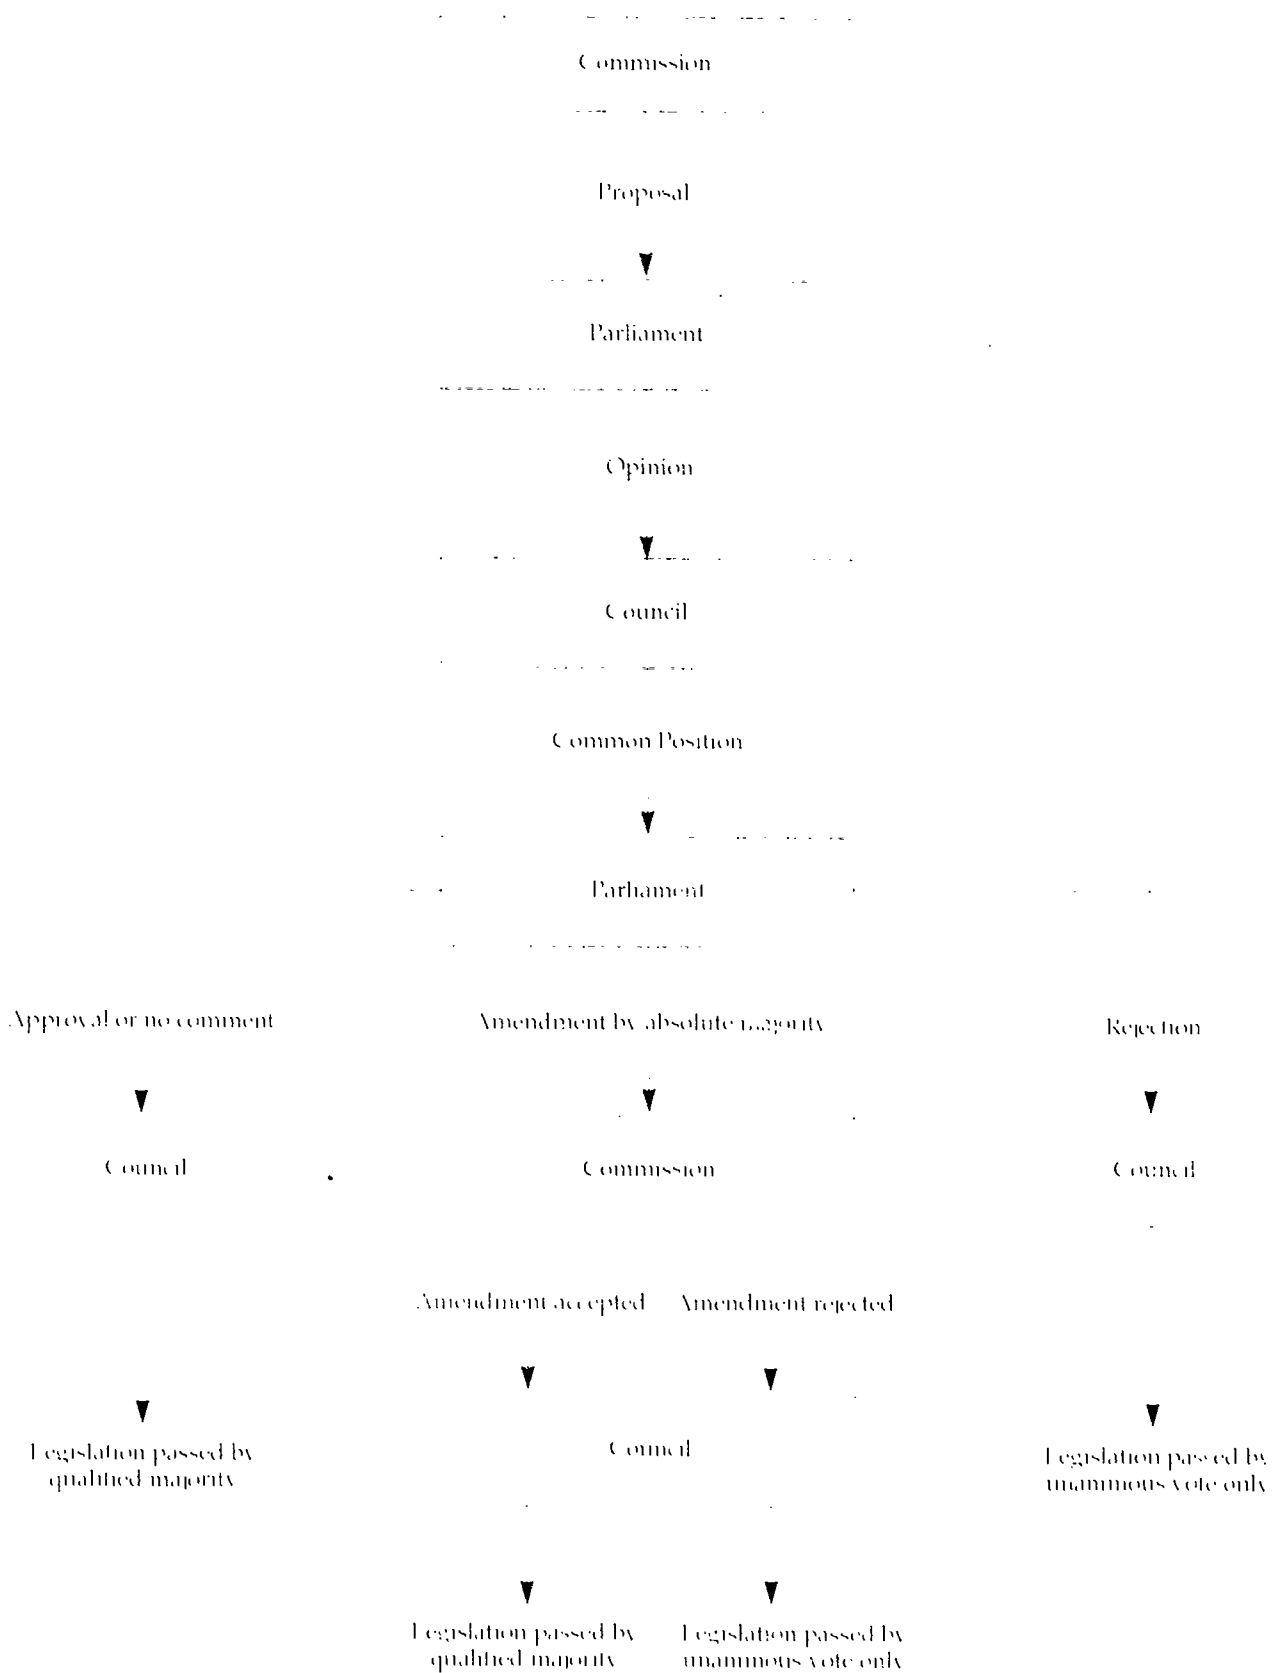 Commission
Proposal
Parliament
Opinion
Council
Common Position
Parliament
Approval or no comment
Amendment by absolute majority
Rejection
Council
Commission
Council
Amendment accepted
Amendment rejected
Legislation passed by
qualified majority
Council
Legislation passed by
unanimous vote only
Legislation passed by
qualified majority
Legislation passed by
unanimous vote only